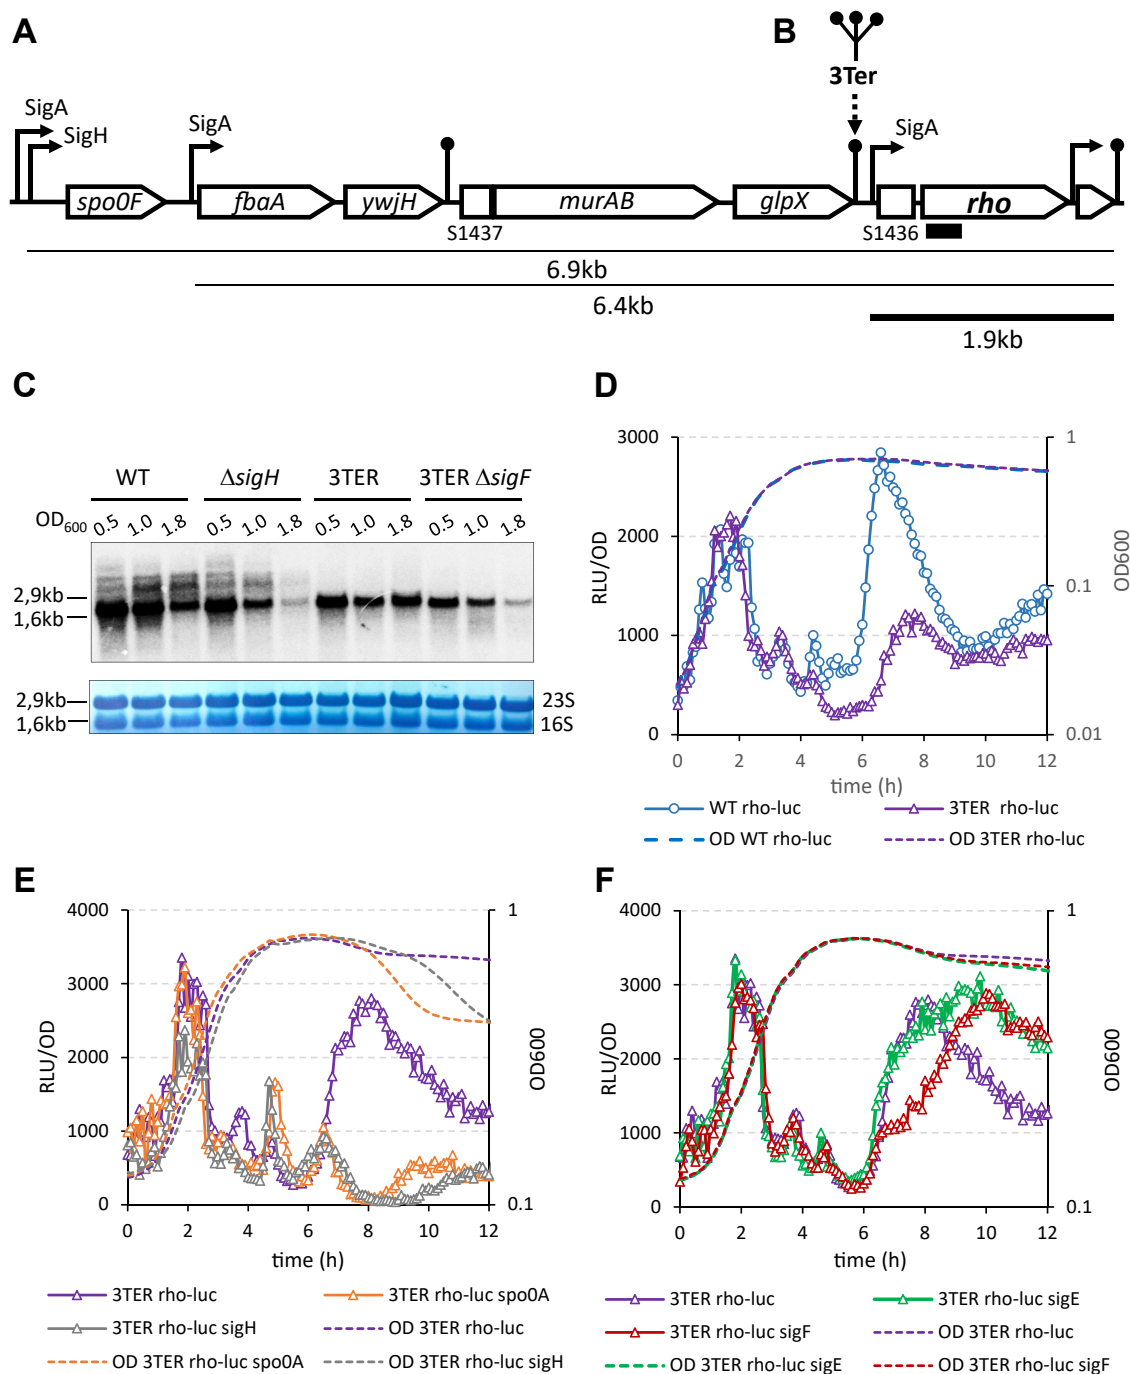 A
B
3Ter
SigA
SigH
SigA
SigA
spo0F
fbaA
ywjH
murAB
glpX
rho
S1437
S1436
6.9kb
6.4kb
1.9kb
C
WT
ΔsigH
3TER
3TER ΔsigF
OD600 0.5 1.0 1.8 0.5 1.0 1.8 0.5 1.0 1.8 0.5 1.0 1.8
2,9kb
1,6kb
2,9kb
23S
1,6kb
16S
D
3000
2000
1000
0
RLU/OD
1
0.1
0.01
OD600
0 2 4 6 8 10 12
time (h)
WT rho-luc
3TER rho-luc
OD WT rho-luc
OD 3TER rho-luc
E
4000
3000
2000
1000
0
RLU/OD
1
0.1
OD600
0 2 4 6 8 10 12
time (h)
3TER rho-luc
3TER rho-luc spo0A
3TER rho-luc sigH
OD 3TER rho-luc
OD 3TER rho-luc spo0A
OD 3TER rho-luc sigH
F
4000
3000
2000
1000
0
RLU/OD
1
0.1
OD600
0 2 4 6 8 10 12
time (h)
3TER rho-luc
3TER rho-luc sigE
3TER rho-luc sigF
OD 3TER rho-luc
OD 3TER rho-luc sigE
OD 3TER rho-luc sigF